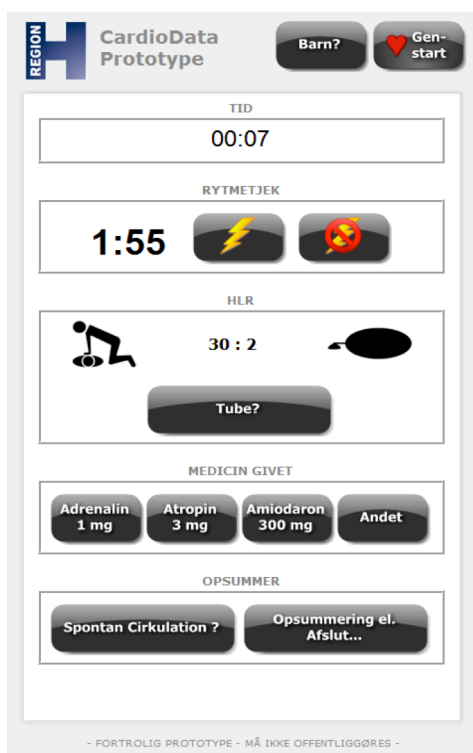 REGION
H
CardioData
Prototype
Barn?
Gen-
start
TID
00:07
RYTMETJEK
1:55
HLR
30 : 2
Tube?
MEDICIN GIVET
Adrenalin
1 mg
Atropin
3 mg
Amiodaron
300 mg
Andet
OPSUMMER
Spontan Cirkulation ?
Opsummering el.
Afslut...
- FORTROLIG PROTOTYPE - MÅ IKKE OFFENTLIGGØRES -